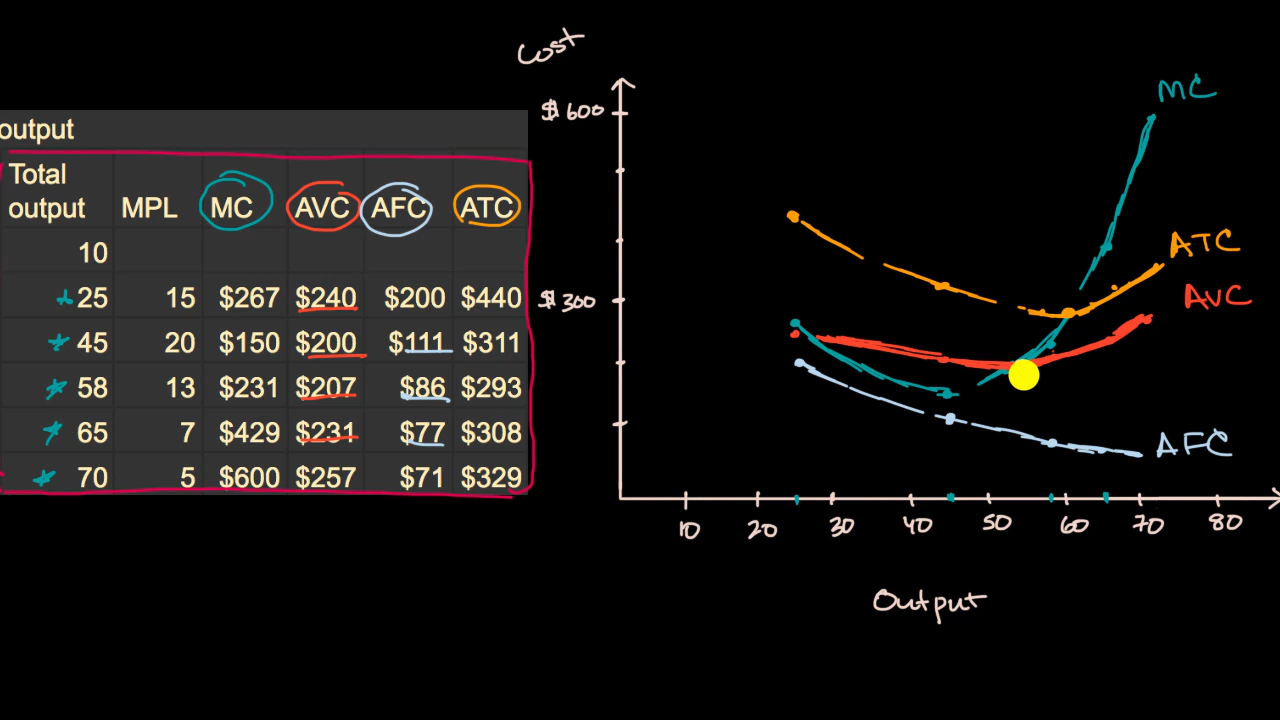 output
Total output MPL MC AVC AFC ATC
10
25 15 $267 $240 $200 $440
45 20 $150 $200 $111 $311
58 13 $231 $207 $86 $293
65 7 $429 $231 $77 $308
70 5 $600 $257 $71 $329
Cost
$600
$300
MC
ATC
AVC
AFC
10 20 30 40 50 60 70 80
Output